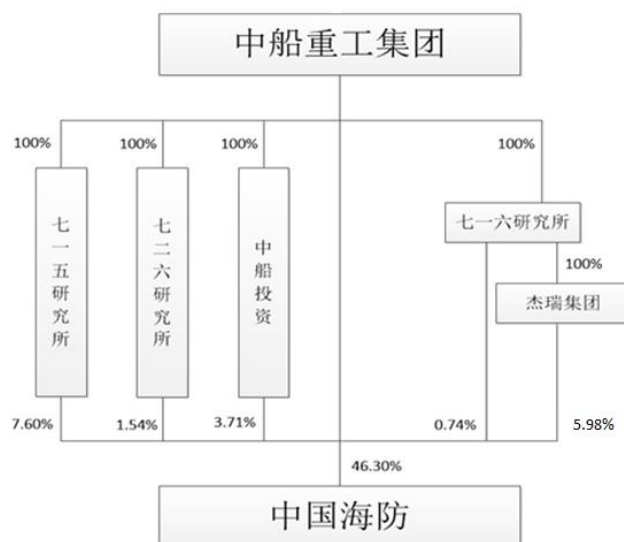 中船重工集团
100%
100%
100%
100%
七一五研究所
七二六研究所
中船投资
七一六研究所
100%
杰瑞集团
7.60%
1.54%
3.71%
0.74%
5.98%
46.30%
中国海防